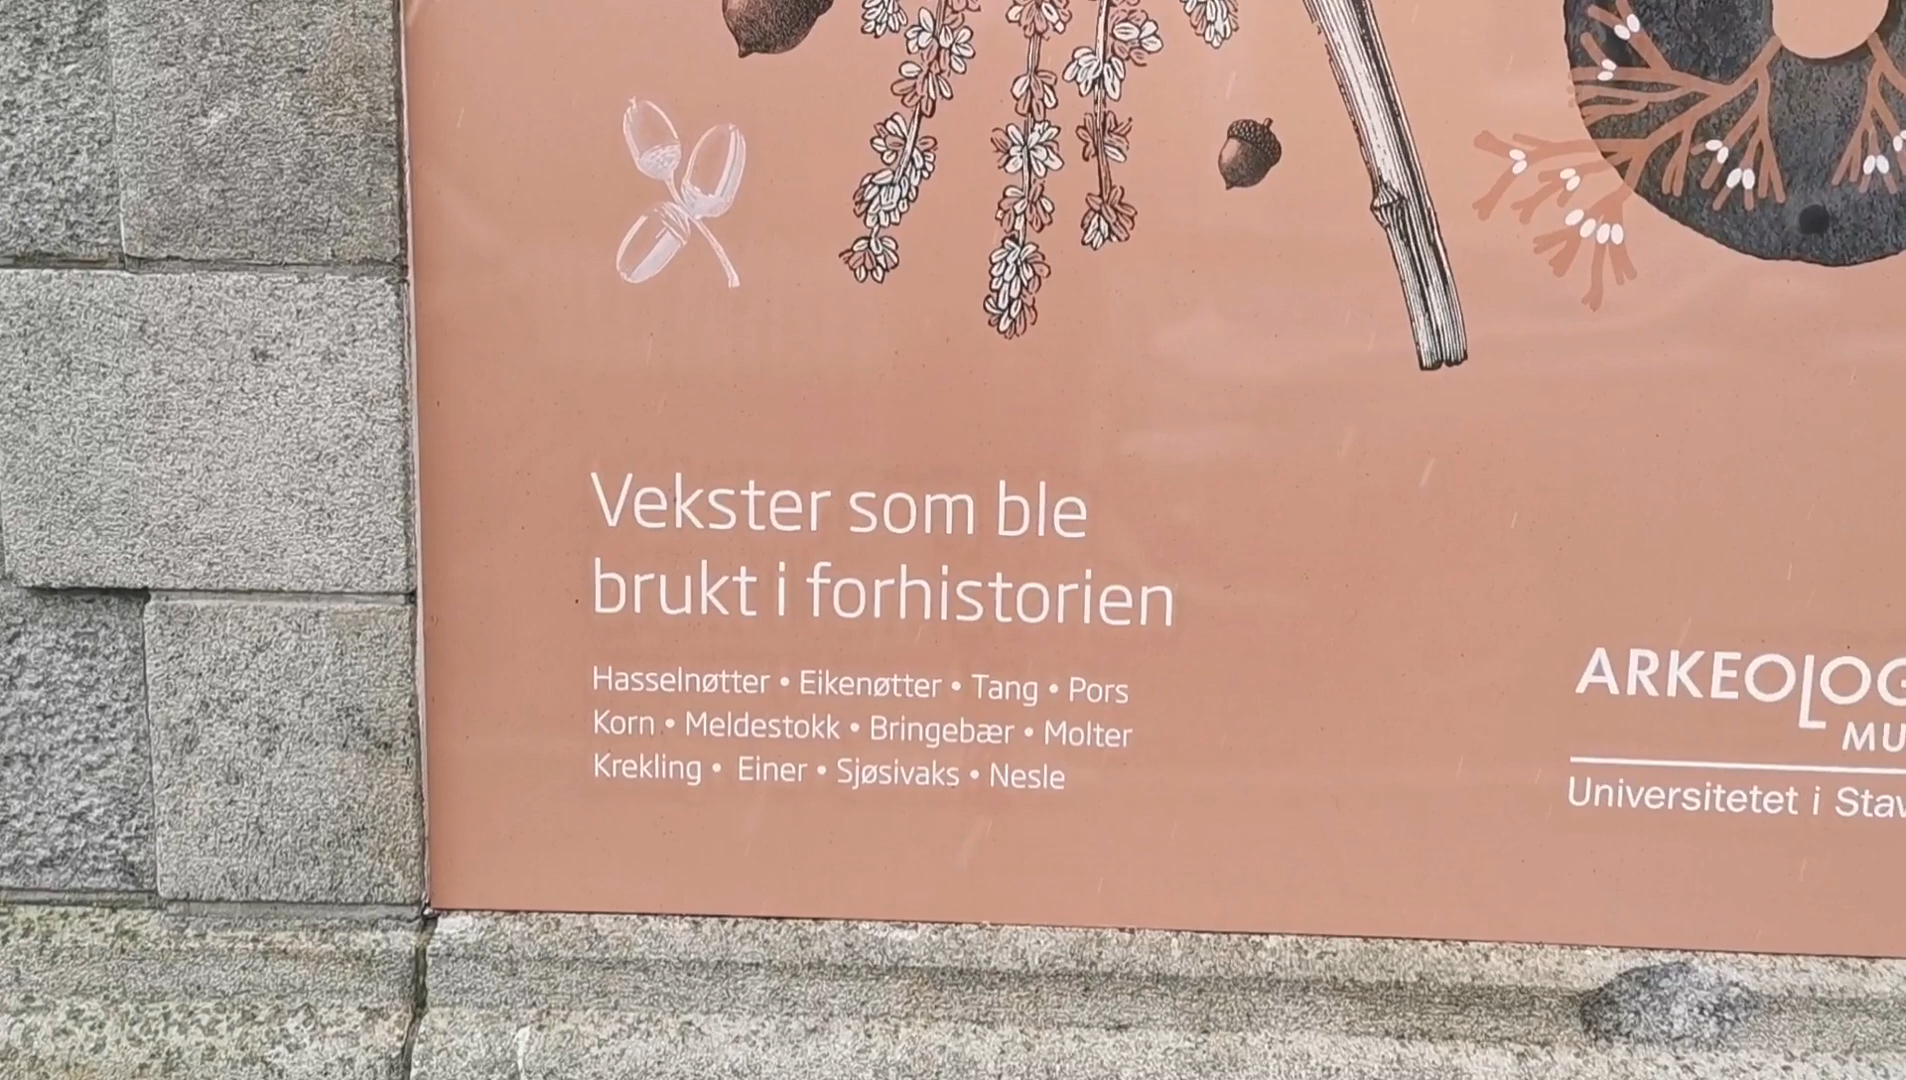 Vekster som ble
brukt i forhistorien
Hasselnøtter • Eikenøtter • Tang • Pors
Korn • Meldestokk • Bringebær • Molter
Krekling • Einer • Sjøsivaks • Nesle
ARKEOLOG
MU
Universitetet i Stav